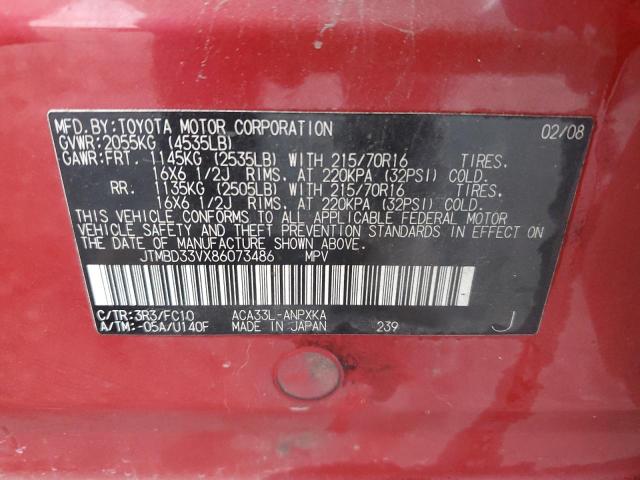 MFD.BY:TOYOTA MOTOR CORPORATION 02/08
GVWR:2055KG (4535LB)
GAWR:FRT. 1145KG (2535LB) WITH 215/70R16 TIRES.
16X6 1/2J RIMS. AT 220KPA (32PSI) COLD.
RR. 1135KG (2505LB) WITH 215/70R16 TIRES.
16X6 1/2J RIMS. AT 220KPA (32PSI) COLD.
THIS VEHICLE CONFORMS TO ALL APPLICABLE FEDERAL MOTOR
VEHICLE SAFETY AND THEFT PREVENTION STANDARDS IN EFFECT ON
THE DATE OF MANUFACTURE SHOWN ABOVE.
JTMBD33VX86073486 MPV
C/TR:3R3/FC10 ACA33L-ANPXKA
A/TM:-05A/U140F MADE IN JAPAN 239 J